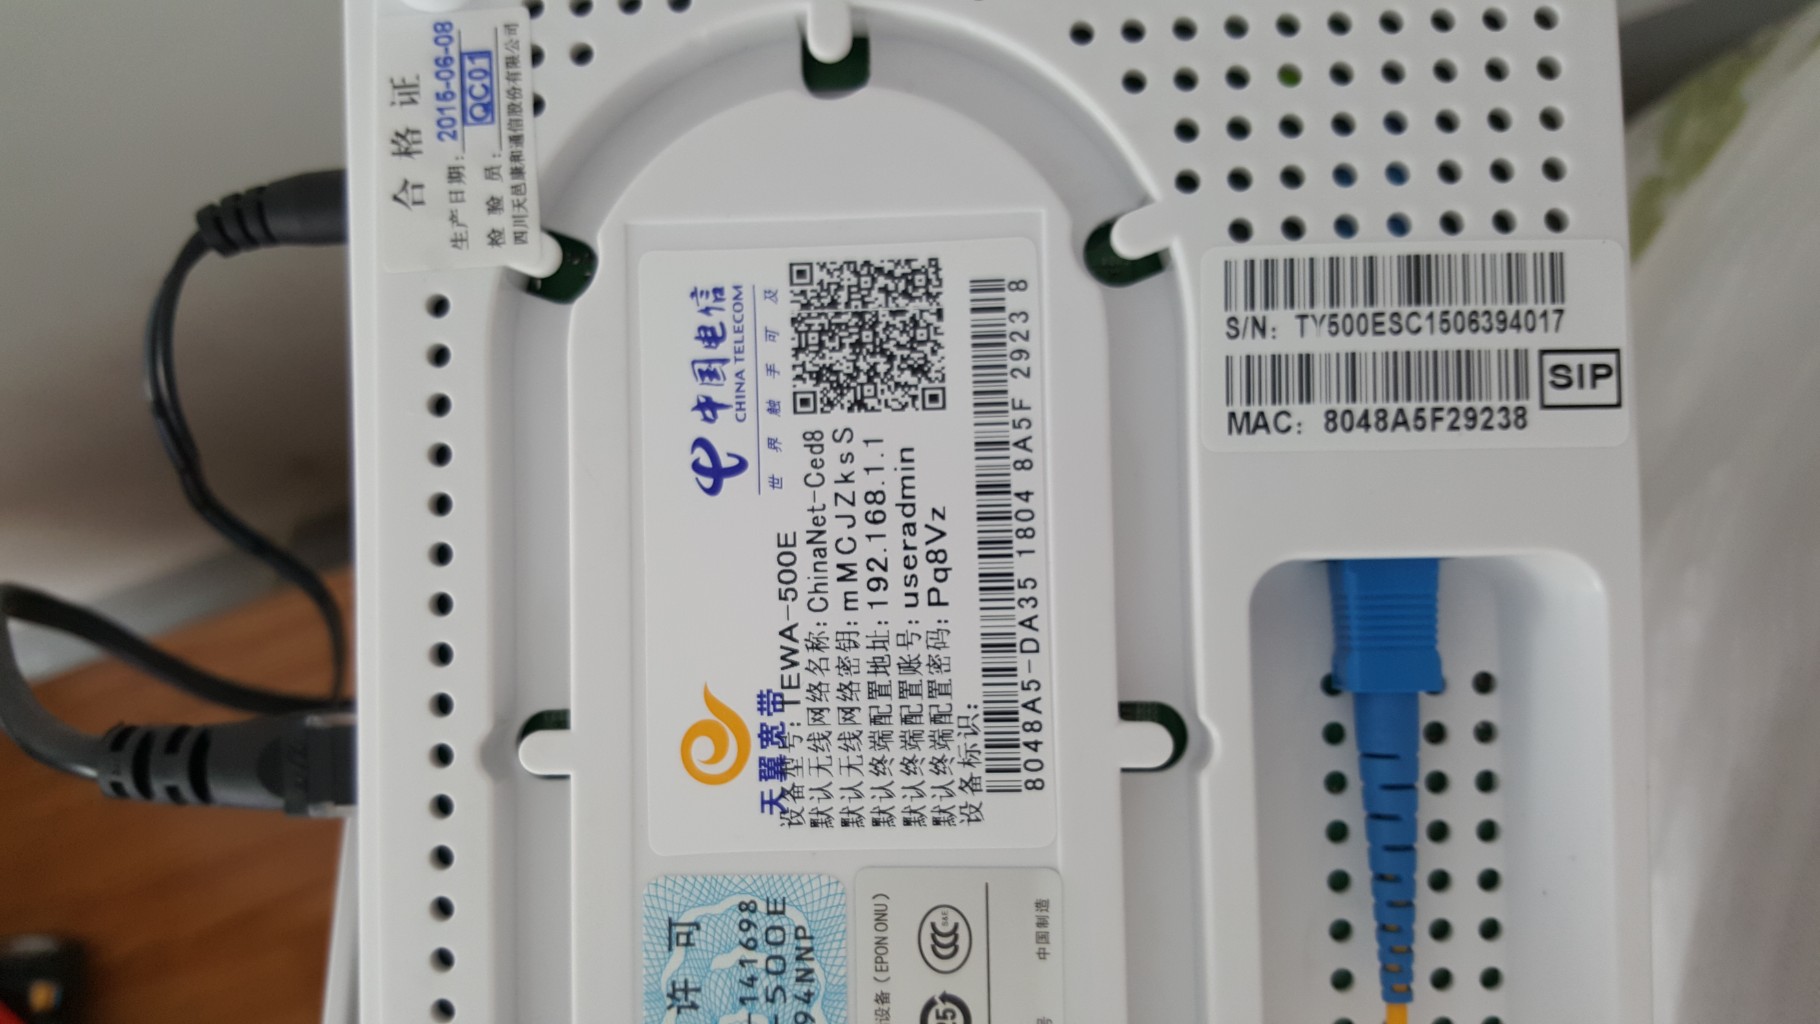 合格证
生产日期: 2015-06-08
检验员: QC01
四川天邑康和通信股份有限公司
许可
-141698
-500E
94NNP
设备（EPON ONU）
25
CCC S&E
号
中国制造
天翼宽带
中国电信
CHINA TELECOM
世界触手可及
设备型号: TEWA-500E
默认无线网络名称: ChinaNet-Ced8
默认无线网络密钥: mMCJZksS
默认终端配置地址: 192.168.1.1
默认终端配置账号: useradmin
默认终端配置密码: Pq8Vz
设备标识:
8048A5-DA35 1804 8A5F 2923 8
S/N: TY500ESC1506394017
MAC: 8048A5F29238
SIP